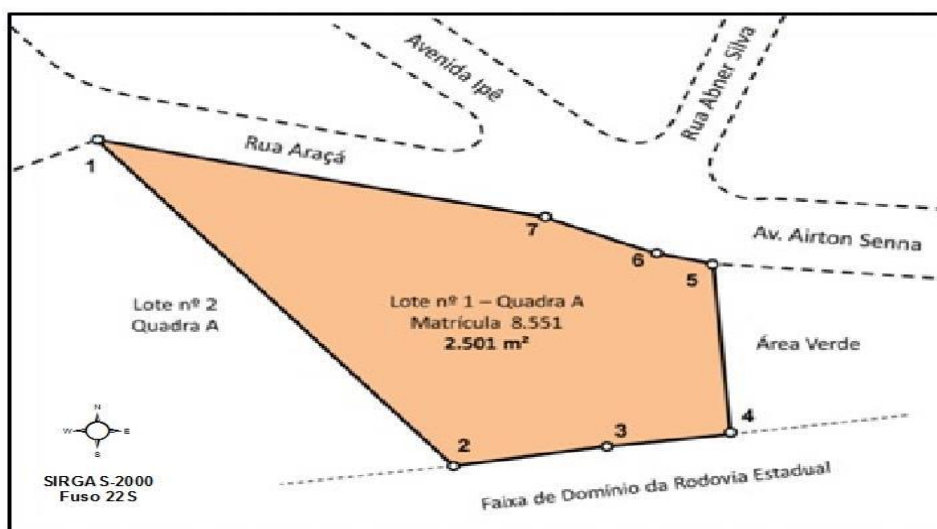 Avenida Ipê
Rua Abner Silva
Rua Araçá
1
7
Av. Airton Senna
6
5
Lote nº 2
Quadra A
Lote nº 1 – Quadra A
Matrícula 8.551
2.501 m²
Área Verde
N
W
E
S
4
3
2
SIRGAS-2000
Fuso 22S
Faixa de Domínio da Rodovia Estadual